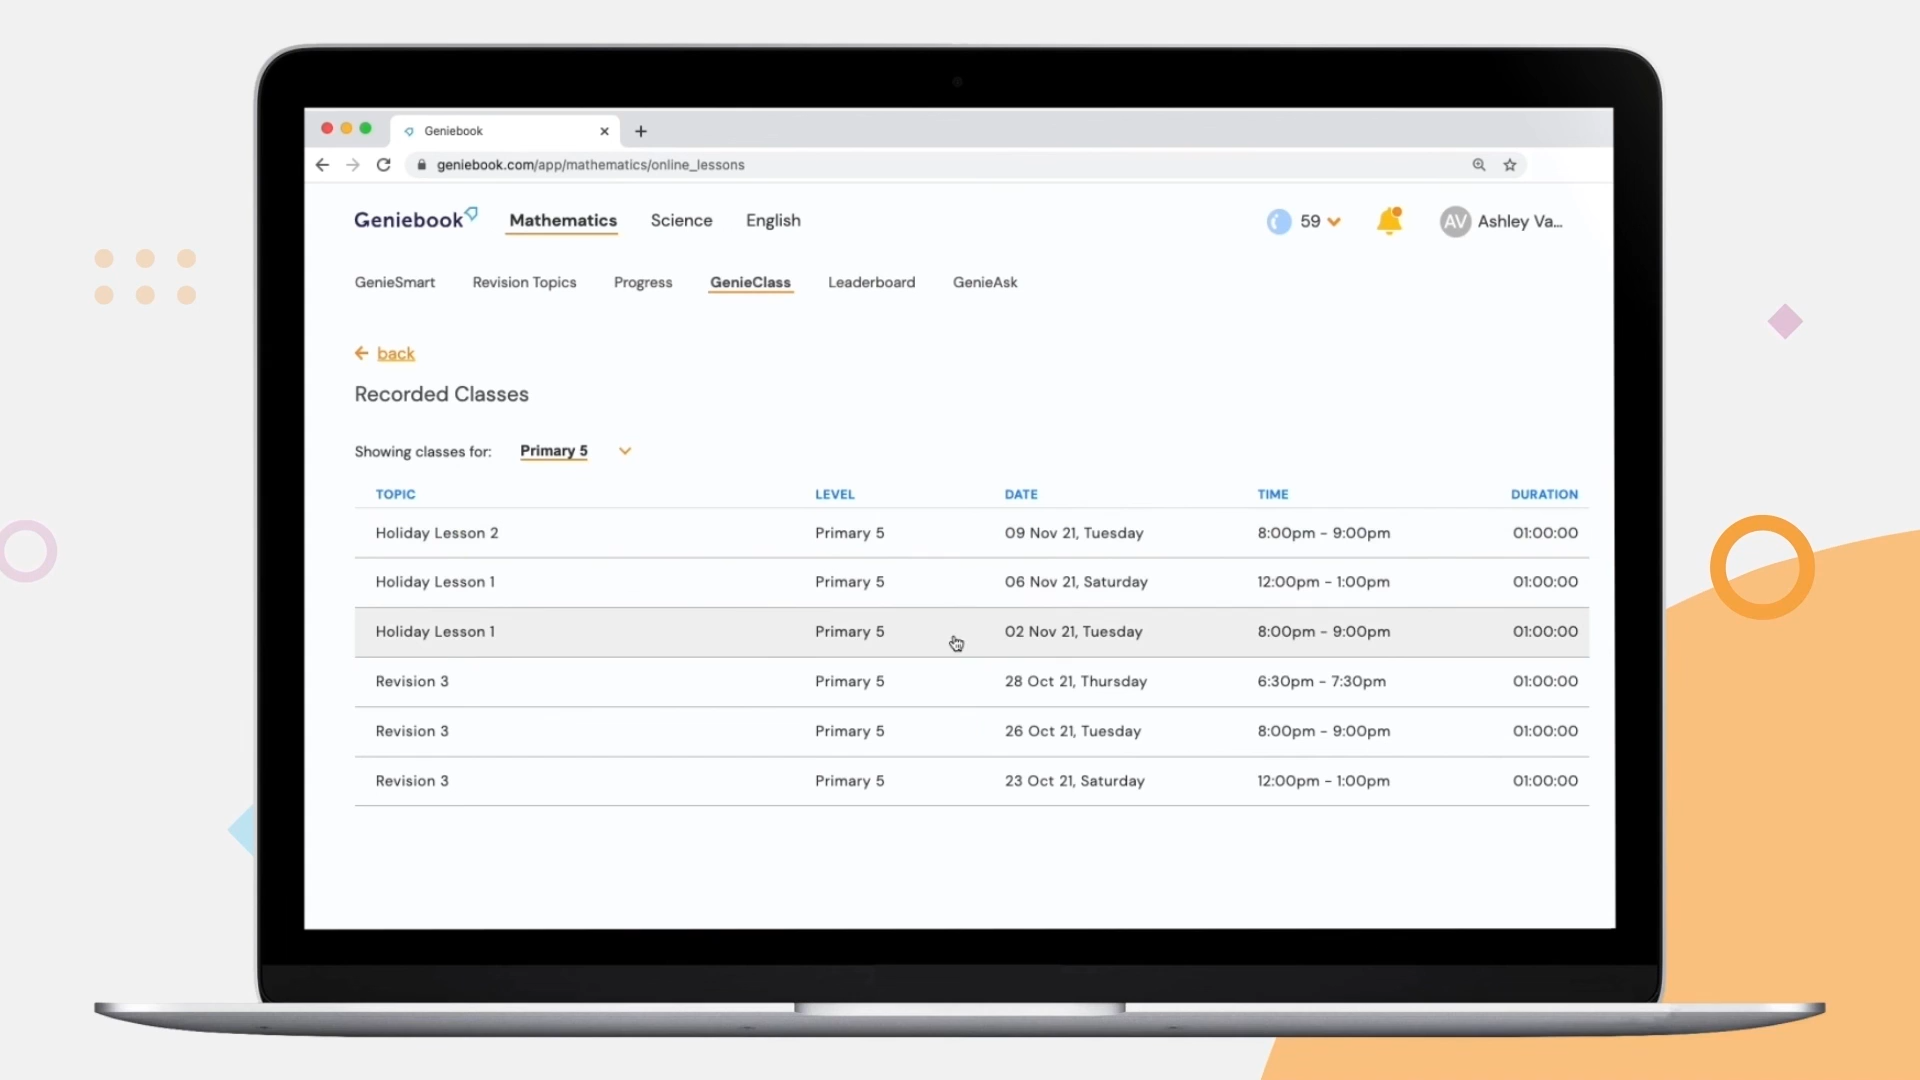 Geniebook
geniebook.com/app/mathematics/online_lessons
Geniebook Mathematics Science English 59 AV Ashley Va...
GenieSmart Revision Topics Progress GenieClass Leaderboard GenieAsk
back
Recorded Classes
Showing classes for: Primary 5
TOPIC LEVEL DATE TIME DURATION
Holiday Lesson 2 Primary 5 09 Nov 21, Tuesday 8:00pm - 9:00pm 01:00:00
Holiday Lesson 1 Primary 5 06 Nov 21, Saturday 12:00pm - 1:00pm 01:00:00
Holiday Lesson 1 Primary 5 02 Nov 21, Tuesday 8:00pm - 9:00pm 01:00:00
Revision 3 Primary 5 28 Oct 21, Thursday 6:30pm - 7:30pm 01:00:00
Revision 3 Primary 5 26 Oct 21, Tuesday 8:00pm - 9:00pm 01:00:00
Revision 3 Primary 5 23 Oct 21, Saturday 12:00pm - 1:00pm 01:00:00